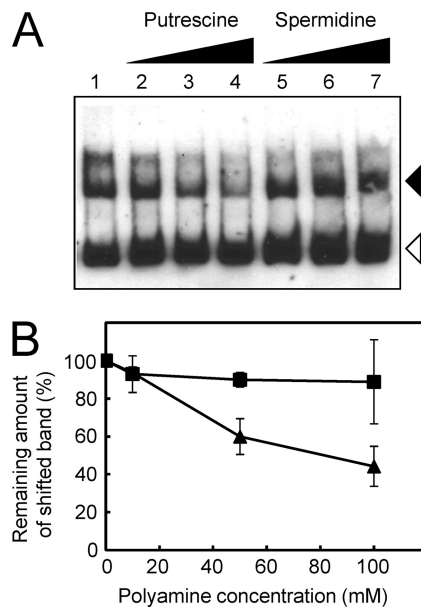 A
Putrescine Spermidine
1 2 3 4 5 6 7
B
Remaining amount
of shifted band (%)
100
80
60
40
20
0
0 20 40 60 80 100
Polyamine concentration (mM)